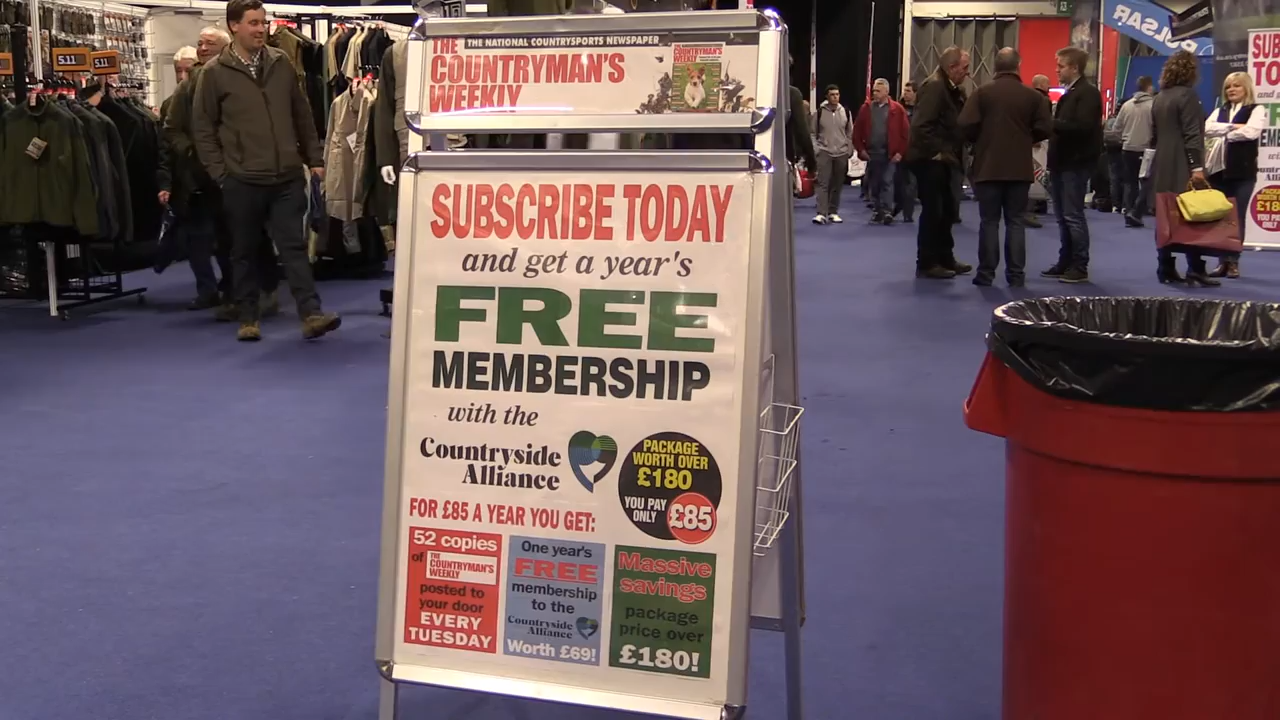 THE NATIONAL COUNTRYSPORTS NEWSPAPER
THE
COUNTRYMAN'S
WEEKLY
SUBSCRIBE TODAY
and get a year's
FREE
MEMBERSHIP
with the
Countryside
Alliance
PACKAGE
WORTH OVER
£180
YOU PAY
ONLY
£85
FOR £85 A YEAR YOU GET:
52 copies
of THE
COUNTRYMAN'S
WEEKLY
posted to
your door
EVERY
TUESDAY
One year's
FREE
membership
to the
Countryside
Alliance
Worth £69!
Massive
savings
package
price over
£180!
5.11
5.11
POLSAR